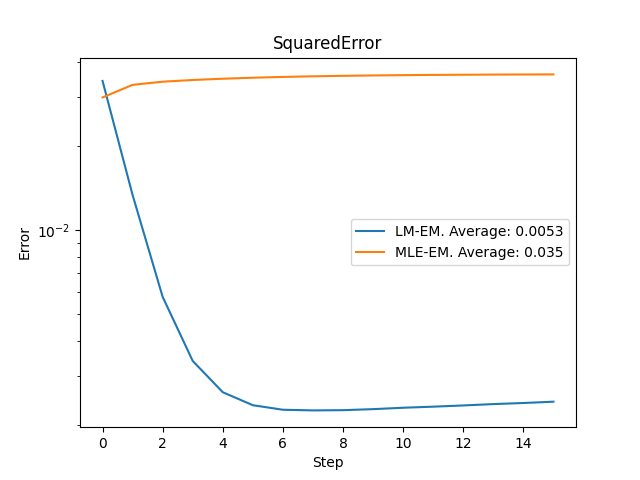 SquaredError
Error
10⁻²
LM-EM. Average: 0.0053
MLE-EM. Average: 0.035
0 2 4 6 8 10 12 14
Step